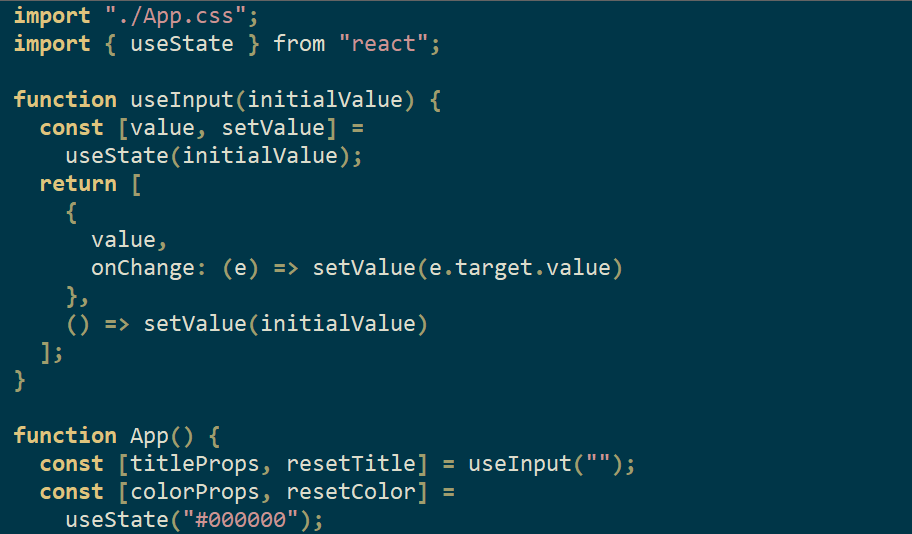 import "./App.css";
import { useState } from "react";

function useInput(initialValue) {
  const [value, setValue] =
    useState(initialValue);
  return [
    {
      value,
      onChange: (e) => setValue(e.target.value)
    },
    () => setValue(initialValue)
  ];
}

function App() {
  const [titleProps, resetTitle] = useInput("");
  const [colorProps, resetColor] =
    useState("#000000");